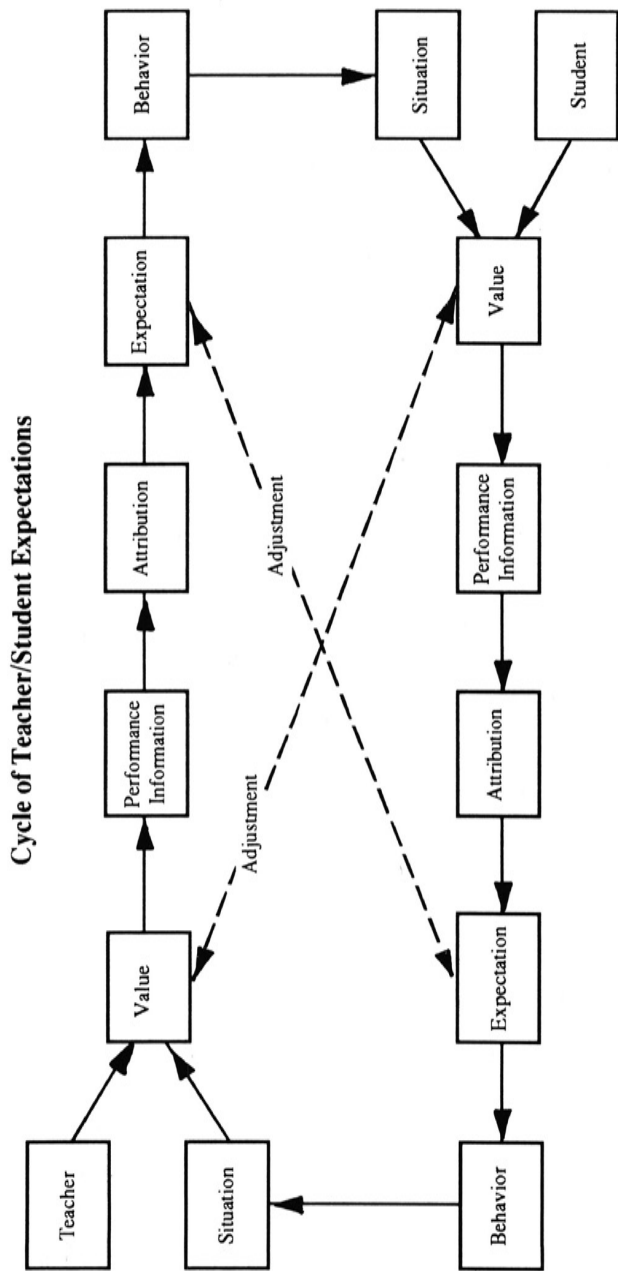 Cycle of Teacher/Student Expectations
Teacher
Value
Performance
Information
Attribution
Expectation
Behavior
Situation
Adjustment
Adjustment
Situation
Student
Value
Performance
Information
Attribution
Expectation
Behavior